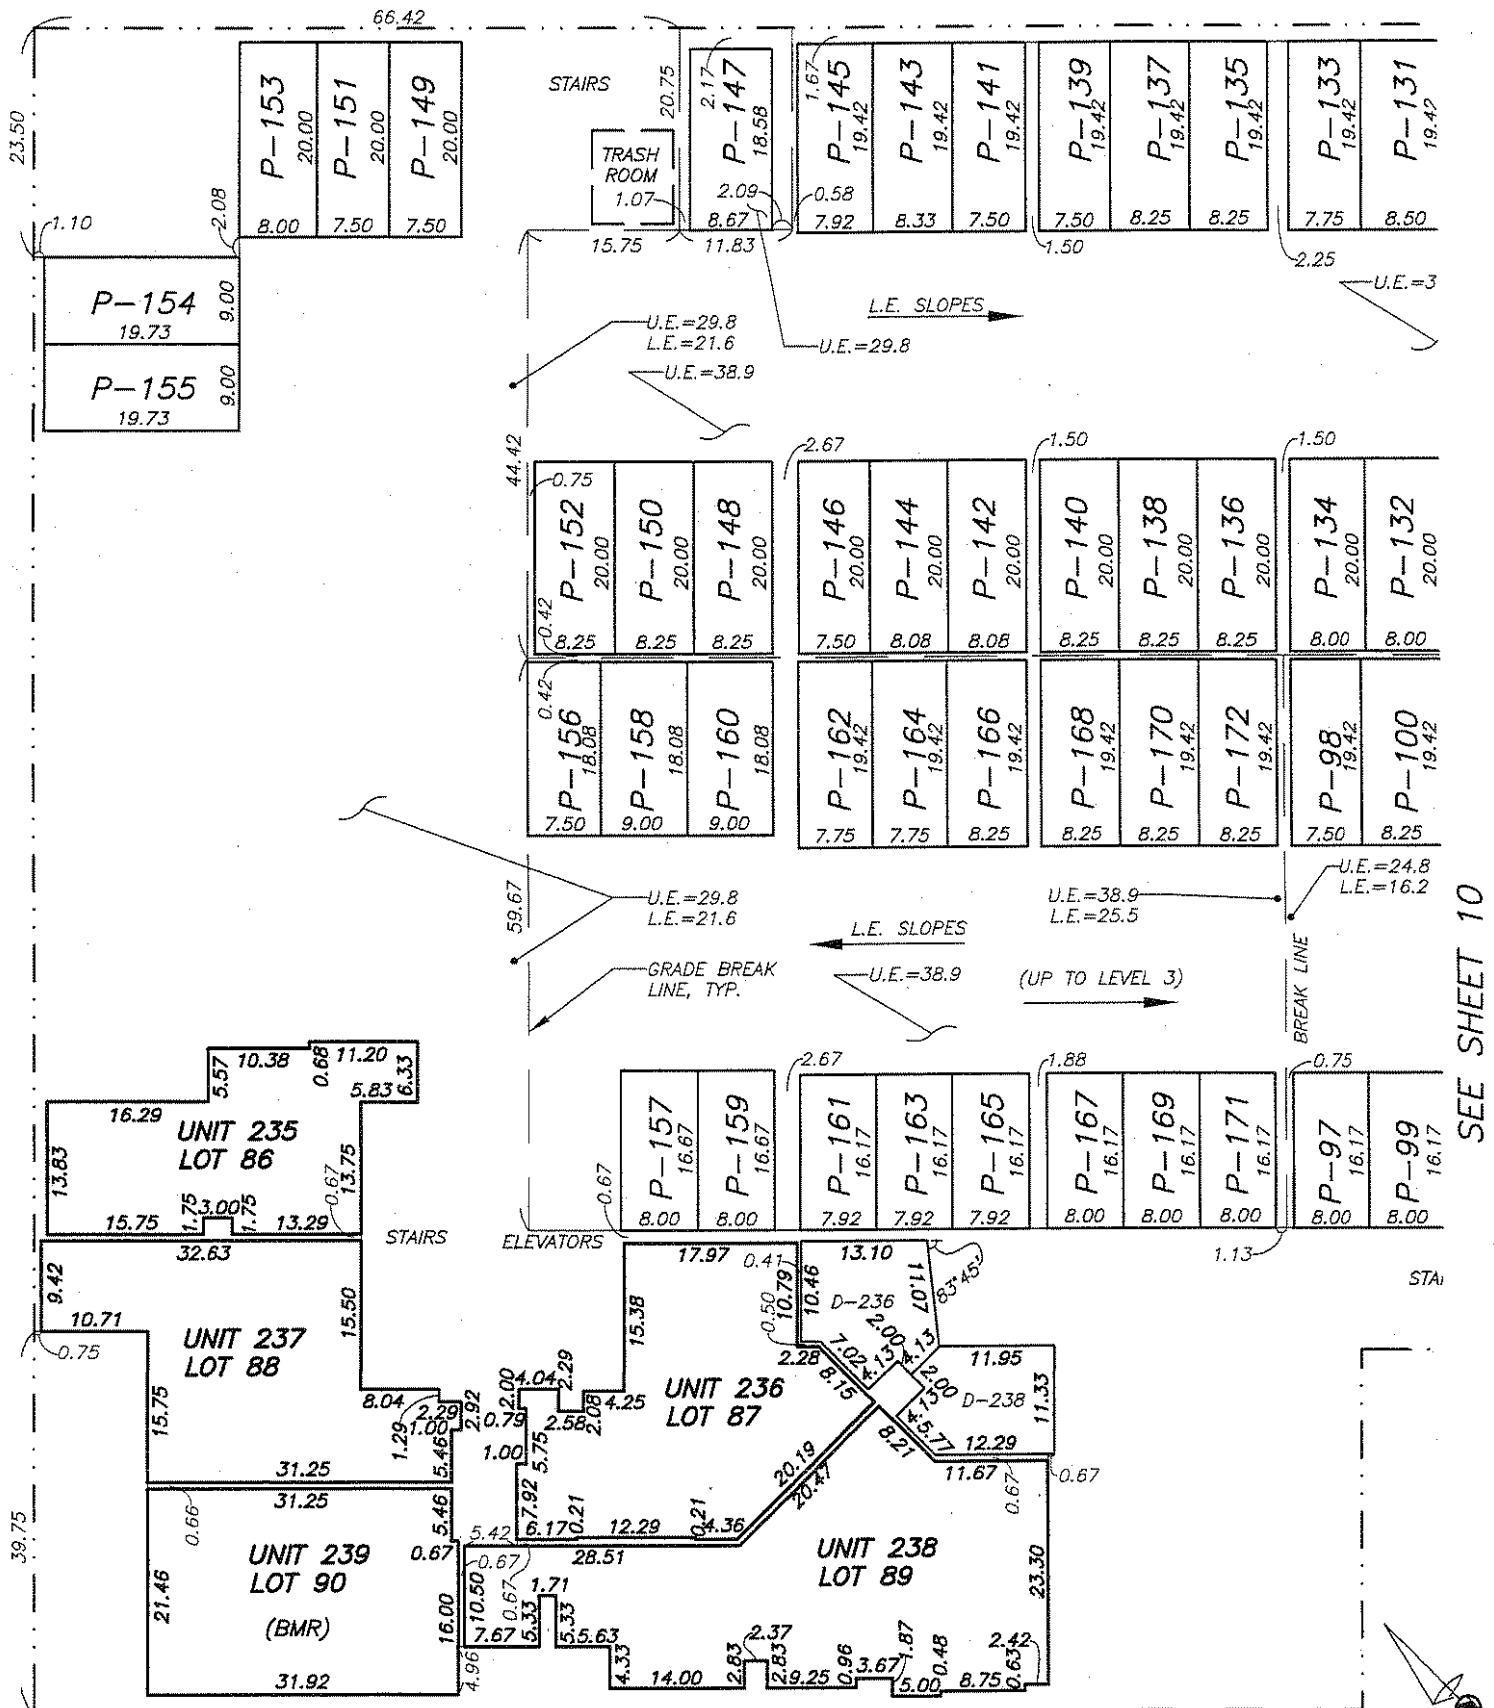 66.42
23.50
1.10
2.08
P-153
20.00
8.00
P-151
20.00
7.50
P-149
20.00
7.50
STAIRS
TRASH
ROOM
20.75
1.07
15.75
2.17
P-147
18.58
2.09
8.67
11.83
0.58
1.67
P-145
19.42
7.92
P-143
19.42
8.33
P-141
19.42
7.50
1.50
P-139
19.42
7.50
P-137
19.42
8.25
P-135
19.42
8.25
2.25
P-133
19.42
7.75
P-131
19.42
8.50
P-154
19.73
9.00
P-155
19.73
9.00
U.E.=29.8
L.E.=21.6
U.E.=38.9
L.E. SLOPES
U.E.=29.8
U.E.=3
44.42
0.75
0.42
P-152
20.00
8.25
P-150
20.00
8.25
P-148
20.00
8.25
2.67
P-146
20.00
7.50
P-144
20.00
8.08
P-142
20.00
8.08
1.50
P-140
20.00
8.25
P-138
20.00
8.25
P-136
20.00
8.25
1.50
P-134
20.00
8.00
P-132
20.00
8.00
0.42
P-156
18.08
7.50
P-158
18.08
9.00
P-160
18.08
9.00
P-162
19.42
7.75
P-164
19.42
7.75
P-166
19.42
8.25
P-168
19.42
8.25
P-170
19.42
8.25
P-172
19.42
8.25
P-98
19.42
7.50
P-100
19.42
8.25
59.67
U.E.=29.8
L.E.=21.6
GRADE BREAK
LINE, TYP.
L.E. SLOPES
U.E.=38.9
U.E.=38.9
L.E.=25.5
(UP TO LEVEL 3)
U.E.=24.8
L.E.=16.2
BREAK LINE
SEE SHEET 10
0.67
P-157
16.67
8.00
P-159
16.67
8.00
2.67
P-161
16.17
7.92
P-163
16.17
7.92
P-165
16.17
7.92
1.88
P-167
16.17
8.00
P-169
16.17
8.00
P-171
16.17
8.00
0.75
P-97
16.17
8.00
P-99
16.17
8.00
1.13
10.38
0.68
11.20
6.33
5.57
5.83
16.29
UNIT 235
LOT 86
13.83
13.75
0.67
15.75
1.75
3.00
1.75
13.29
STAIRS
ELEVATORS
32.63
9.42
10.71
0.75
UNIT 237
LOT 88
15.50
15.75
8.04
1.29
2.29
1.00
2.92
5.46
31.25
0.66
31.25
5.46
0.67
UNIT 239
LOT 90
(BMR)
21.46
16.00
31.92
4.96
39.75
17.97
0.41
10.79
0.50
15.38
2.28
8.15
UNIT 236
LOT 87
2.00
4.04
2.29
2.58
2.08
4.25
0.79
1.00
5.75
7.92
6.17
0.21
12.29
0.21
4.36
20.19
20.47
13.10
10.46
D-236
11.07
83°45'
7.02
2.00
4.13
4.13
2.00
4.13
5.77
11.95
D-238
11.33
12.29
8.21
11.67
0.67
0.67
5.42
0.67
28.51
0.67
10.50
7.67
5.33
1.71
5.33
5.63
4.33
14.00
2.83
2.37
2.83
9.25
0.96
3.67
1.87
5.00
0.48
8.75
0.63
2.42
23.30
UNIT 238
LOT 89